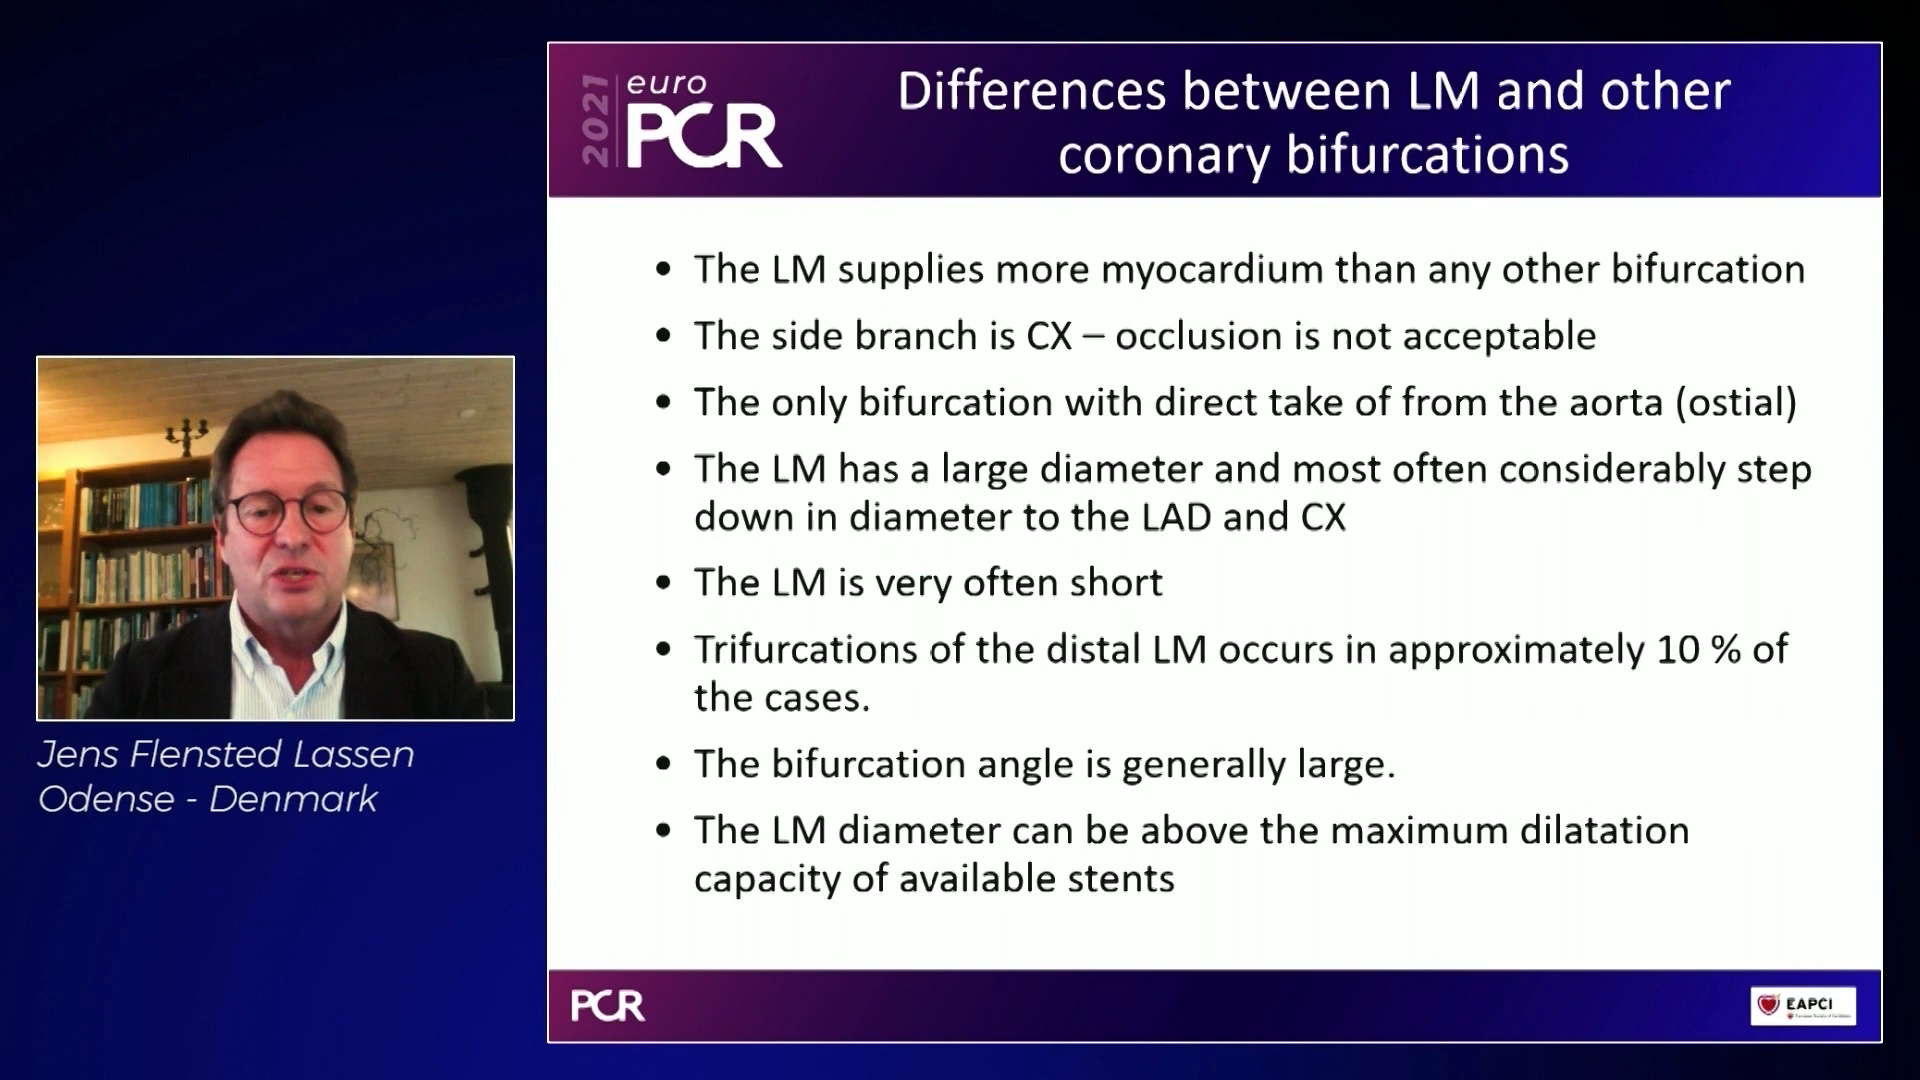 2021
euro
PCR
Differences between LM and other
coronary bifurcations
• The LM supplies more myocardium than any other bifurcation
• The side branch is CX – occlusion is not acceptable
• The only bifurcation with direct take of from the aorta (ostial)
• The LM has a large diameter and most often considerably step
down in diameter to the LAD and CX
• The LM is very often short
• Trifurcations of the distal LM occurs in approximately 10 % of
the cases.
• The bifurcation angle is generally large.
• The LM diameter can be above the maximum dilatation
capacity of available stents
Jens Flensted Lassen
Odense - Denmark
PCR
EAPCI